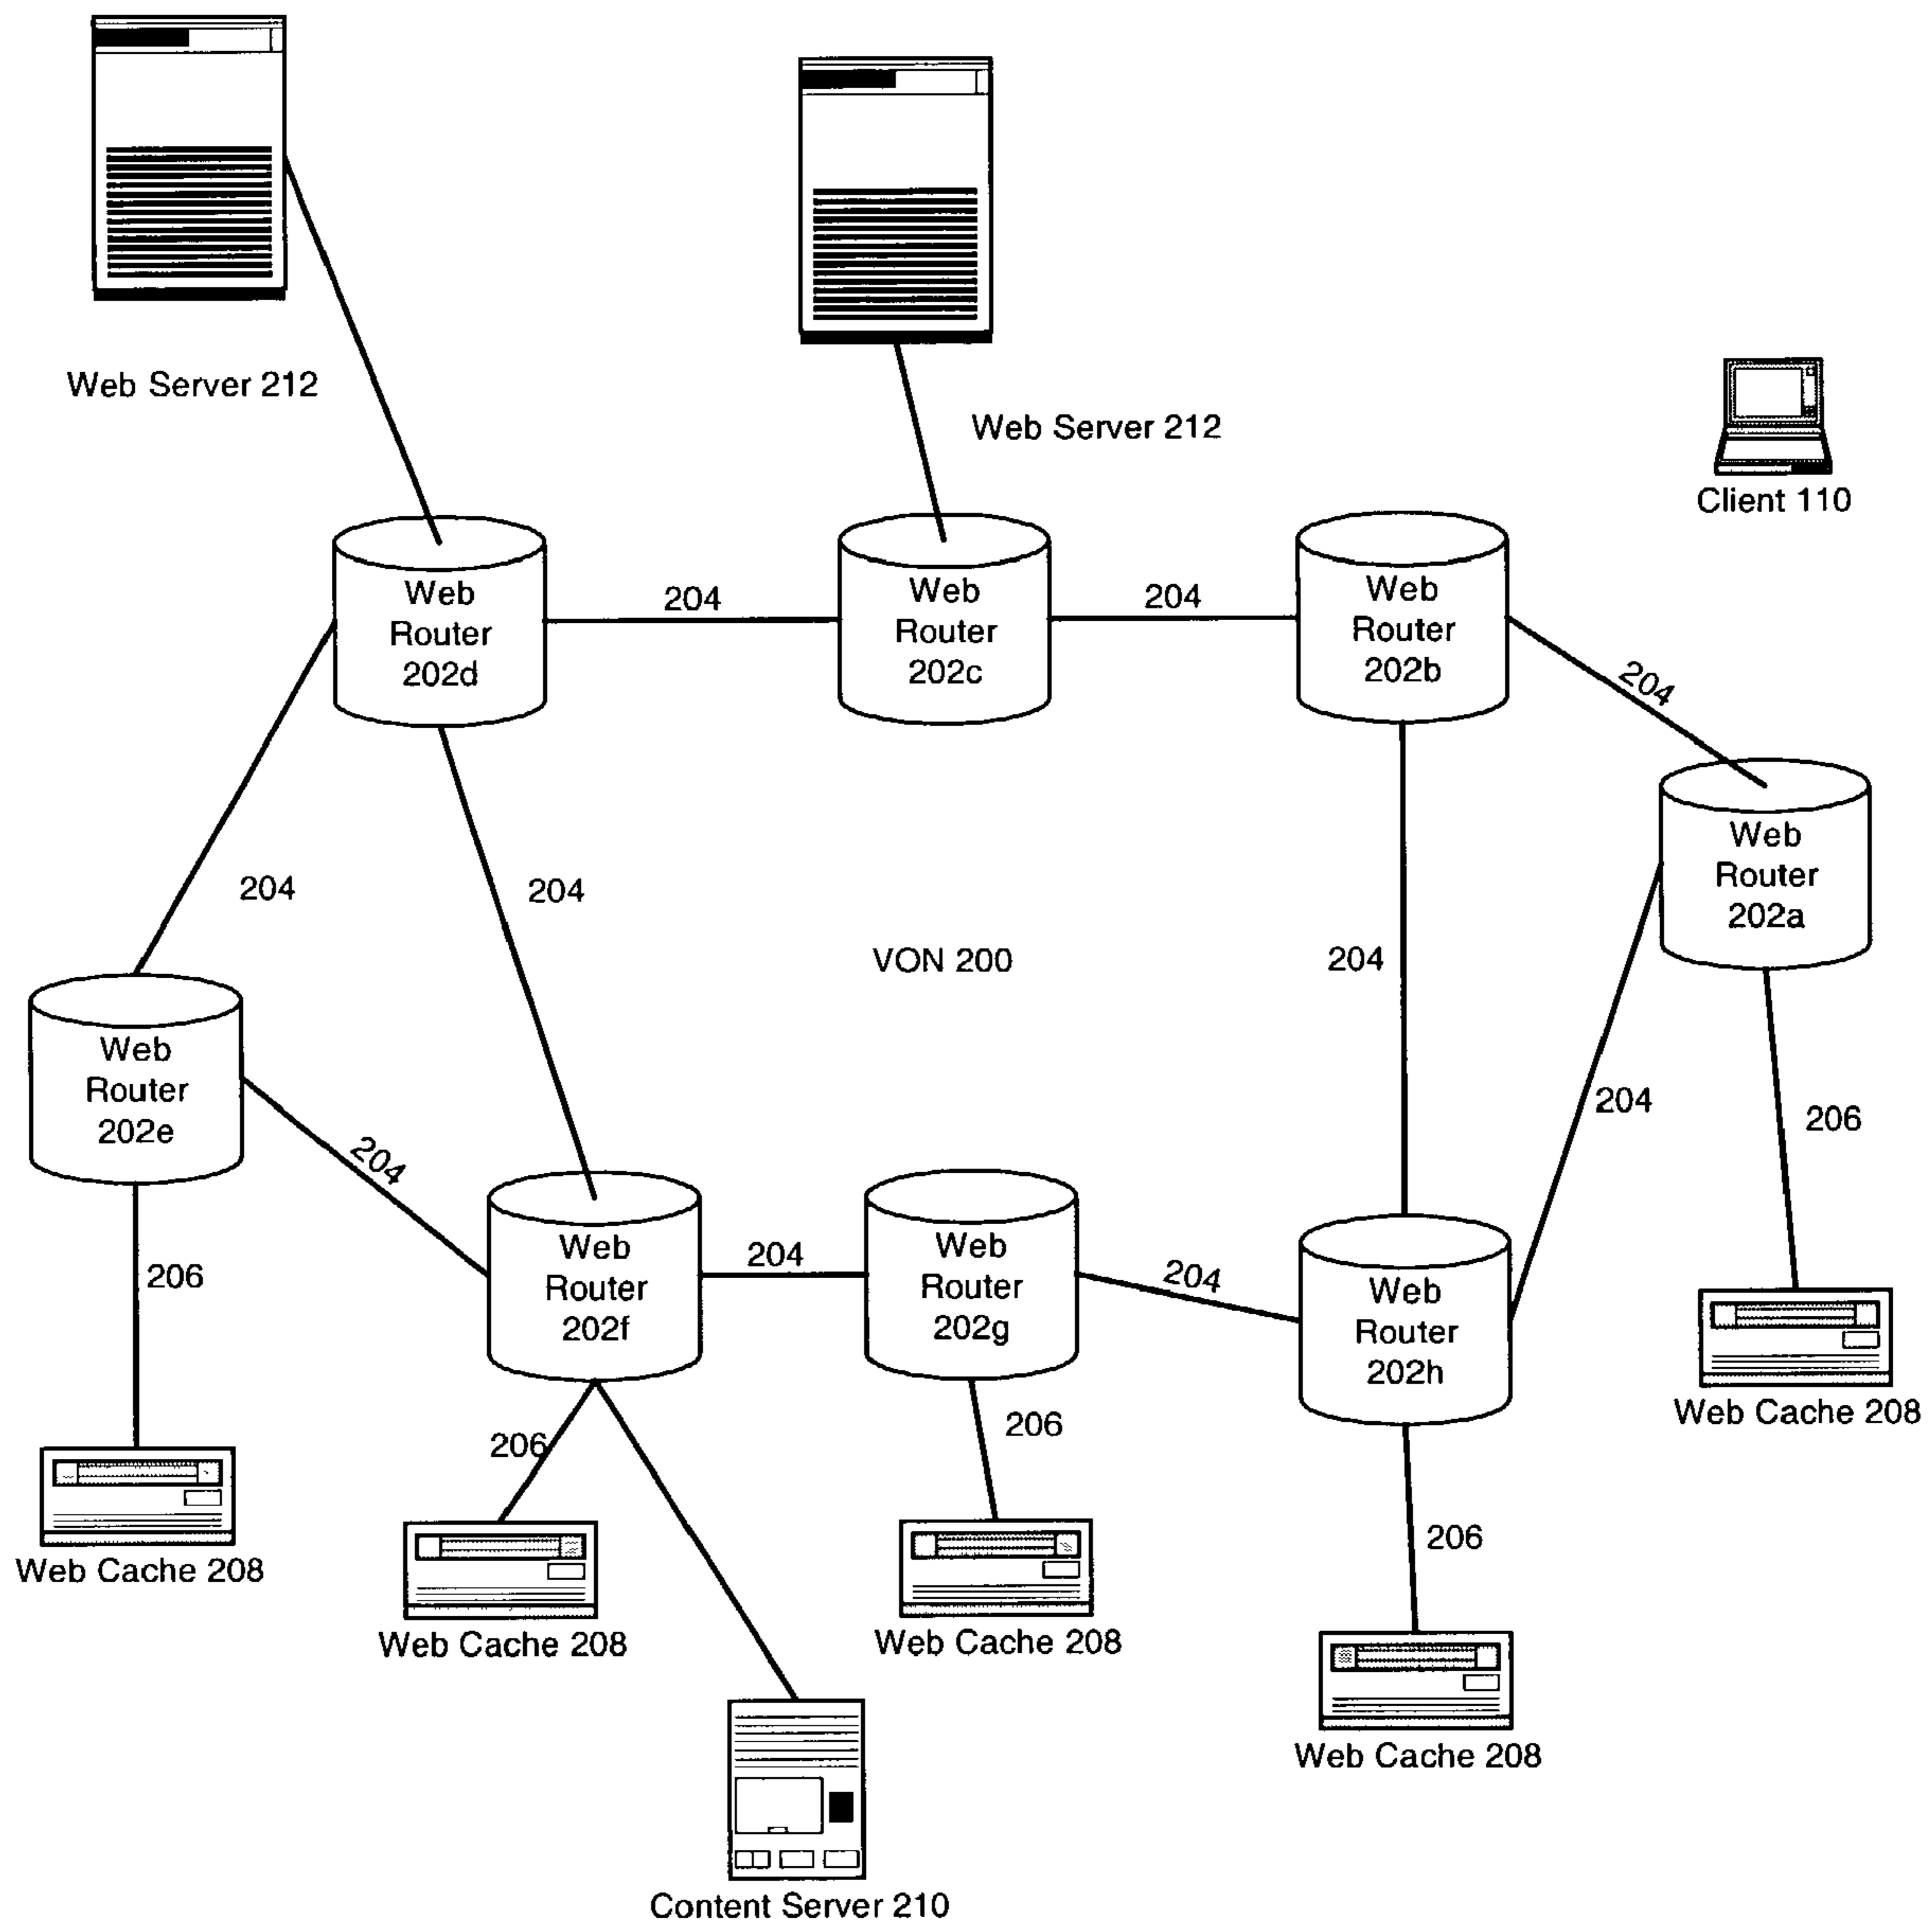 Web Server 212
Web Server 212
Client 110
Web
Router
202d
204
Web
Router
202c
204
Web
Router
202b
204
Web
Router
202a
204
204
VON 200
204
204
206
Web
Router
202e
204
206
Web
Router
202f
204
Web
Router
202g
204
Web
Router
202h
Web Cache 208
206
206
206
Web Cache 208
Web Cache 208
Web Cache 208
Web Cache 208
Content Server 210